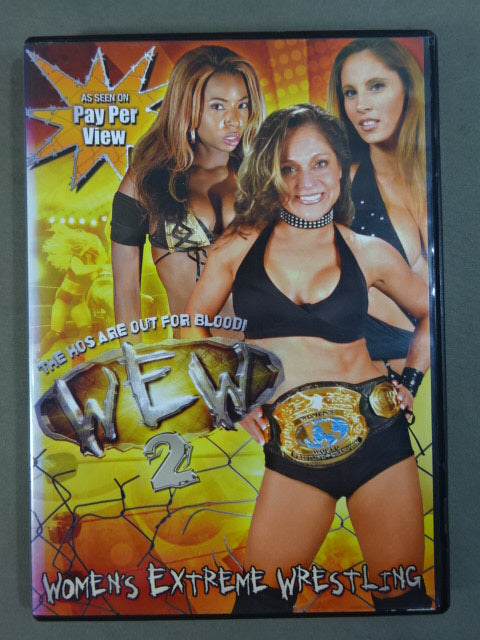 AS SEEN ON
Pay Per
View
THE HOS ARE OUT FOR BLOOD!
WEW
2
WOMEN'S EXTREME WRESTLING